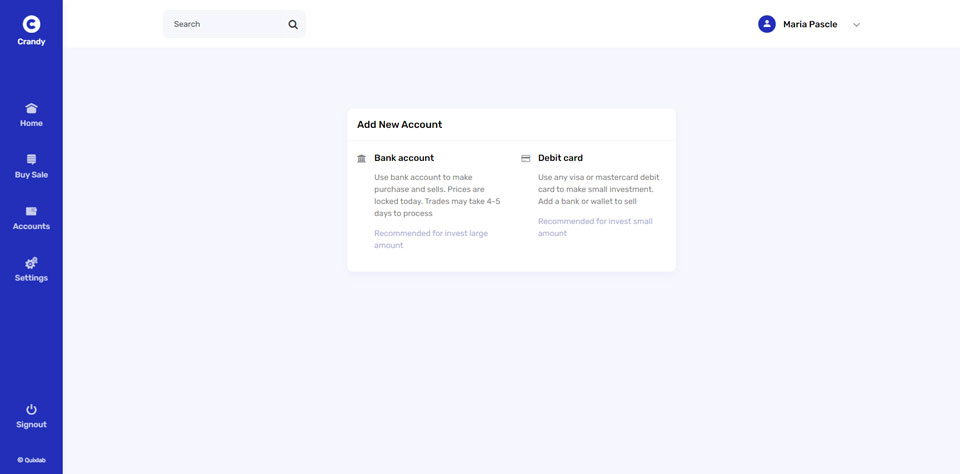 Crandy
Search
Maria Pascle
Home
Buy Sale
Accounts
Settings
Signout
© Quixlab
Add New Account
Bank account
Use bank account to make
purchase and sells. Prices are
locked today. Trades may take 4-5
days to process
Recommended for invest large
amount
Debit card
Use any visa or mastercard debit
card to make small investment.
Add a bank or wallet to sell
Recommended for invest small
amount